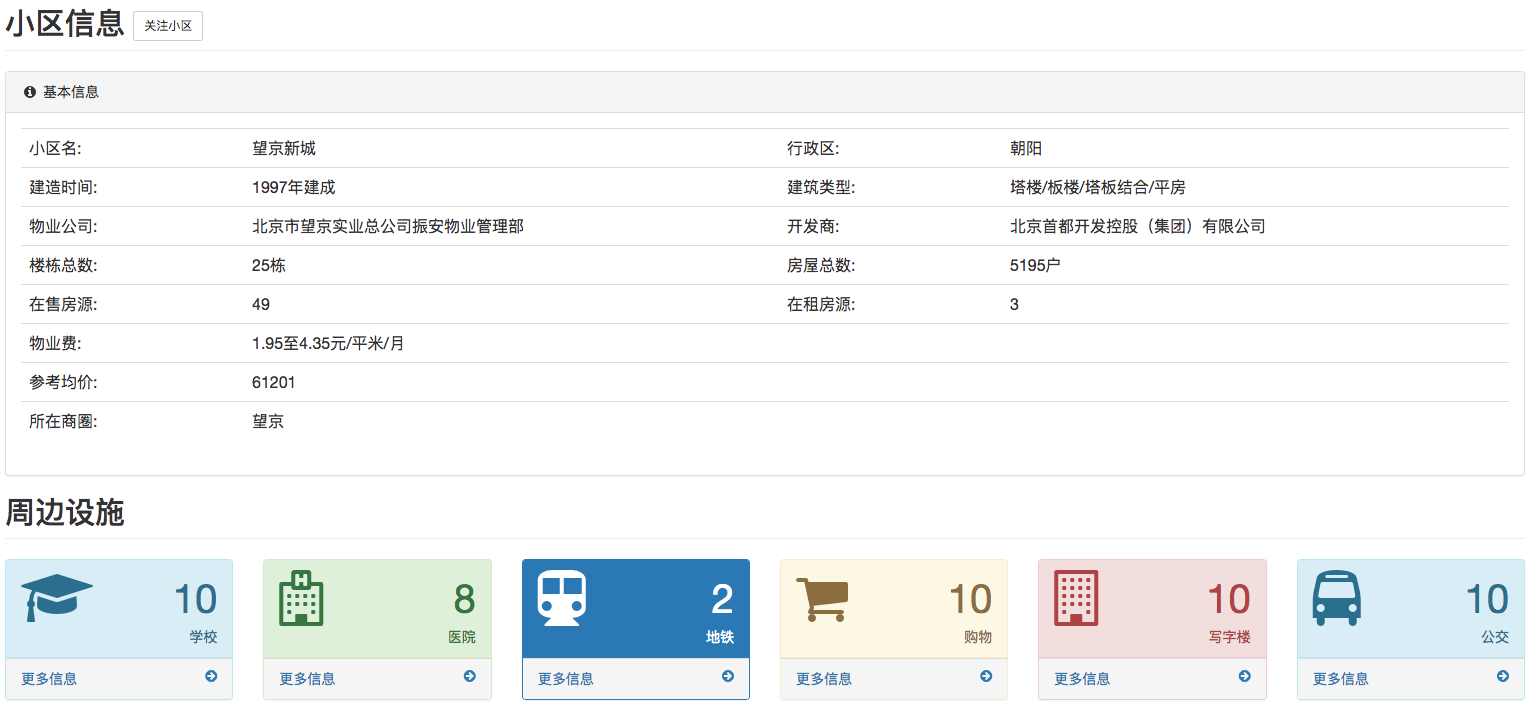 小区信息 关注小区
基本信息
小区名: 望京新城 行政区: 朝阳
建造时间: 1997年建成 建筑类型: 塔楼/板楼/塔板结合/平房
物业公司: 北京市望京实业总公司振安物业管理部 开发商: 北京首都开发控股（集团）有限公司
楼栋总数: 25栋 房屋总数: 5195户
在售房源: 49 在租房源: 3
物业费: 1.95至4.35元/平米/月
参考均价: 61201
所在商圈: 望京
周边设施
10 8 2 10 10 10
学校 医院 地铁 购物 写字楼 公交
更多信息 更多信息 更多信息 更多信息 更多信息 更多信息